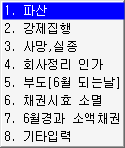 1. 파산
2. 강제집행
3. 사망,실종
4. 회사정리 인가
5. 부도[6월 되는날]
6. 채권시효 소멸
7. 6월경과 소액채권
8. 기타입력